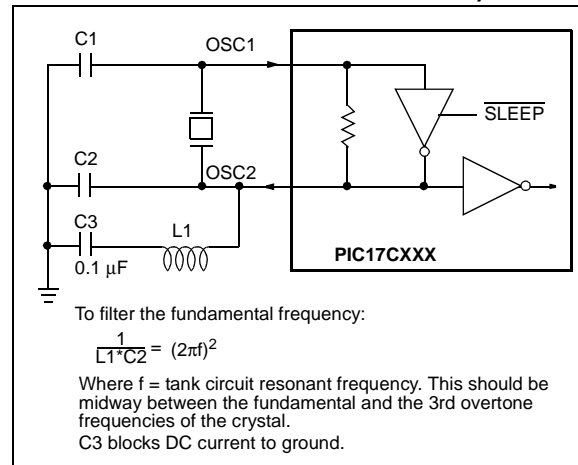 C1
OSC1
SLEEP
C2
OSC2
C3
L1
0.1 µF
PIC17CXXX
To filter the fundamental frequency:
1
L1*C2 = (2πf)2
Where f = tank circuit resonant frequency. This should be
midway between the fundamental and the 3rd overtone
frequencies of the crystal.
C3 blocks DC current to ground.